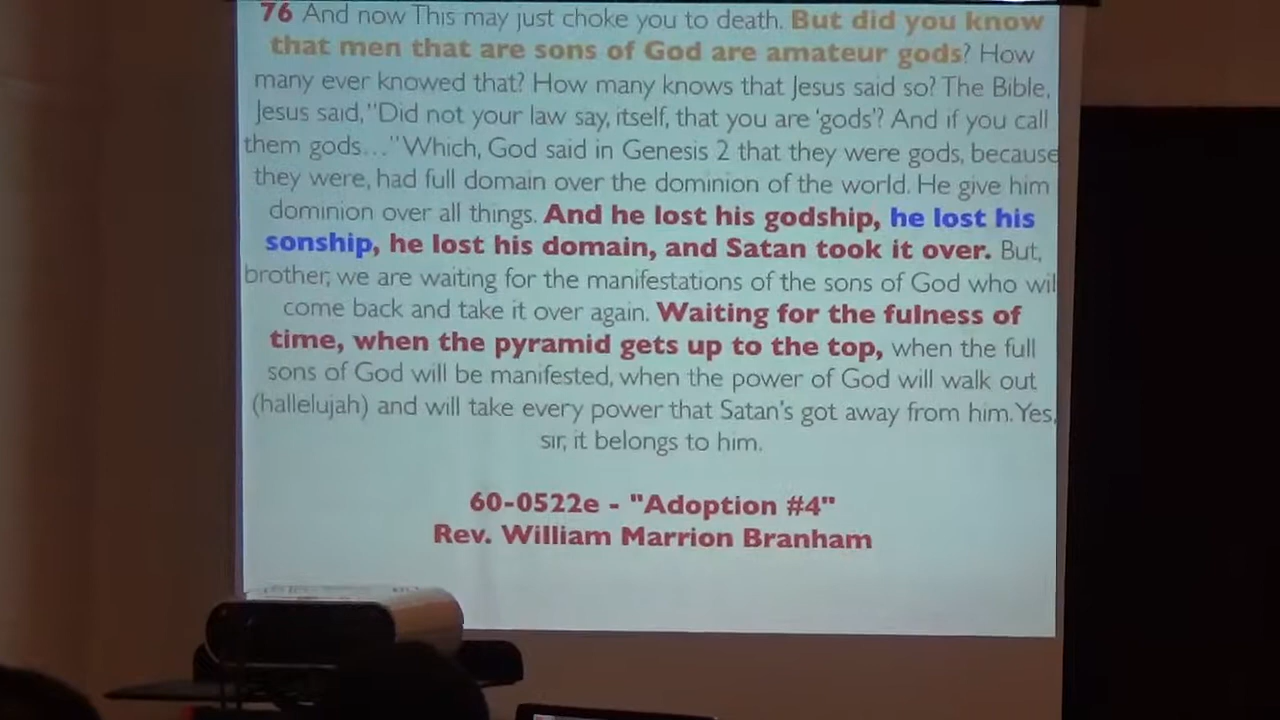 76 And now This may just choke you to death. But did you know
that men that are sons of God are amateur gods? How
many ever knowed that? How many knows that Jesus said so? The Bible,
Jesus said, "Did not your law say, itself, that you are 'gods'? And if you call
them gods..." Which, God said in Genesis 2 that they were gods, because
they were, had full domain over the dominion of the world. He give him
dominion over all things. And he lost his godship, he lost his
sonship, he lost his domain, and Satan took it over. But,
brother, we are waiting for the manifestations of the sons of God who wil
come back and take it over again. Waiting for the fulness of
time, when the pyramid gets up to the top, when the full
sons of God will be manifested, when the power of God will walk out
(hallelujah) and will take every power that Satan's got away from him. Yes,
sir, it belongs to him.
60-0522e - "Adoption #4"
Rev. William Marrion Branham